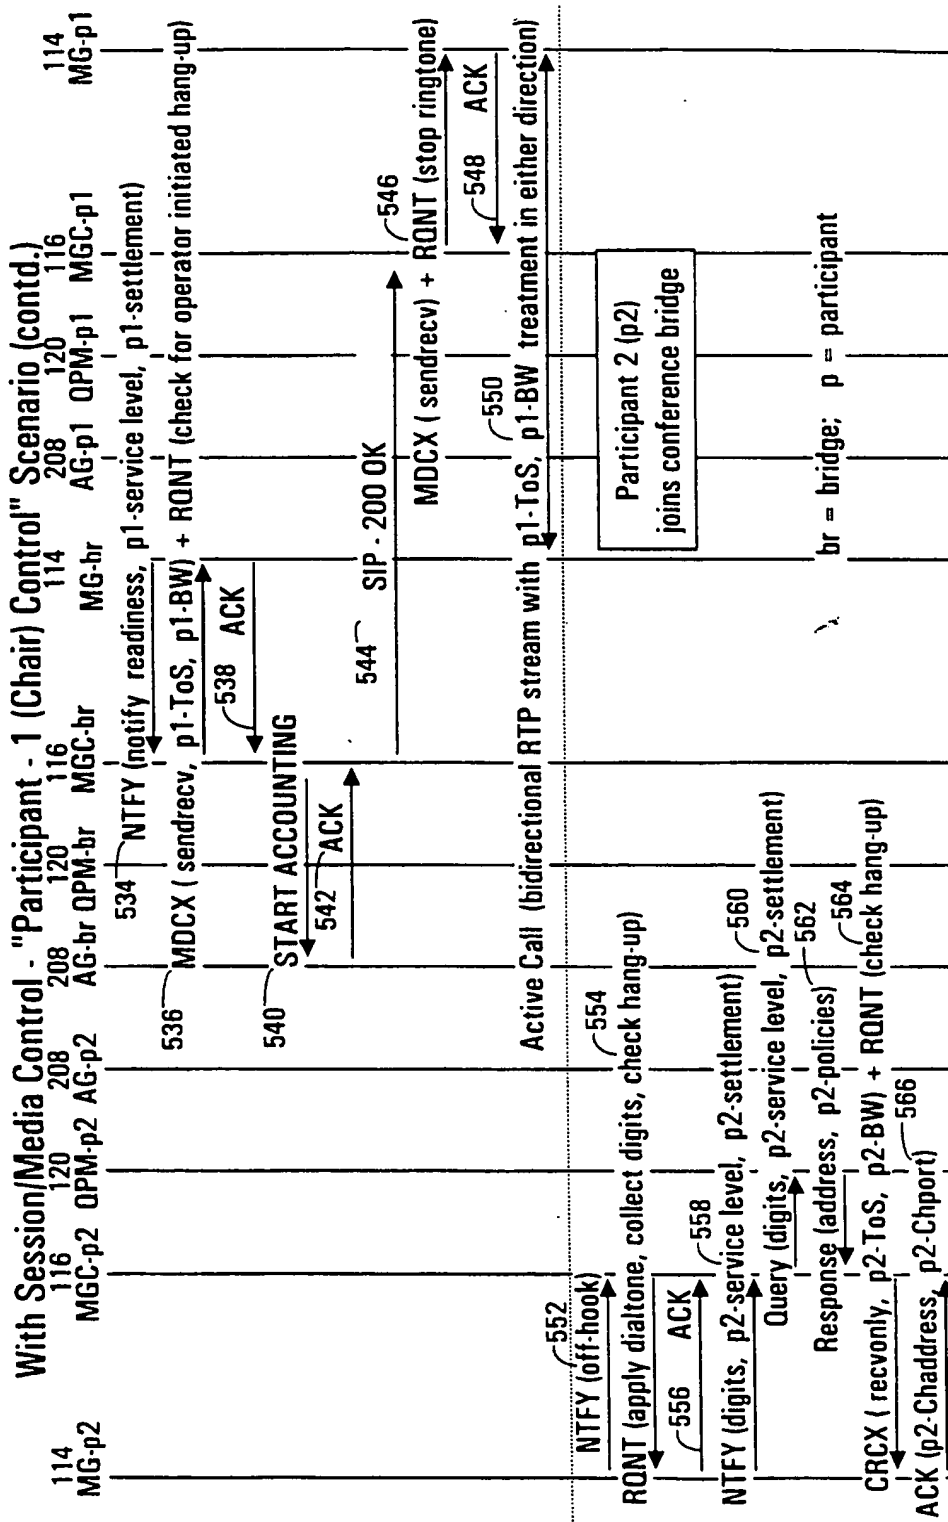 With Session/Media Control - "Participant - 1 (Chair) Control" Scenario (contd.)
114 116 120 208 208 120 116 114 208 120 116 114
MG-p2 MGC-p2 QPM-p2 AG-p2 AG-br QPM-br MGC-br MG-br AG-p1 QPM-p1 MGC-p1 MG-p1
534 NTFY (notify readiness, p1-service level, p1-settlement)
536 MDCX ( sendrecv, p1-ToS, p1-BW) + RQNT (check for operator initiated hang-up)
538 ACK
540 START ACCOUNTING
542 ACK
544 SIP - 200 OK
546
MDCX ( sendrecv) + RQNT (stop ringtone)
548 ACK
550
Active Call (bidirectional RTP stream with p1-ToS, p1-BW treatment in either direction)
552
NTFY (off-hook)
554
RQNT (apply dialtone, collect digits, check hang-up)
556 ACK
558
NTFY (digits, p2-service level, p2-settlement)
560
Query (digits, p2-service level, p2-settlement)
562
Response (address, p2-policies)
564
CRCX ( recvonly, p2-ToS, p2-BW) + RQNT (check hang-up)
566
ACK (p2-Chaddress, p2-Chport)
Participant 2 (p2)
joins conference bridge
br = bridge; p = participant